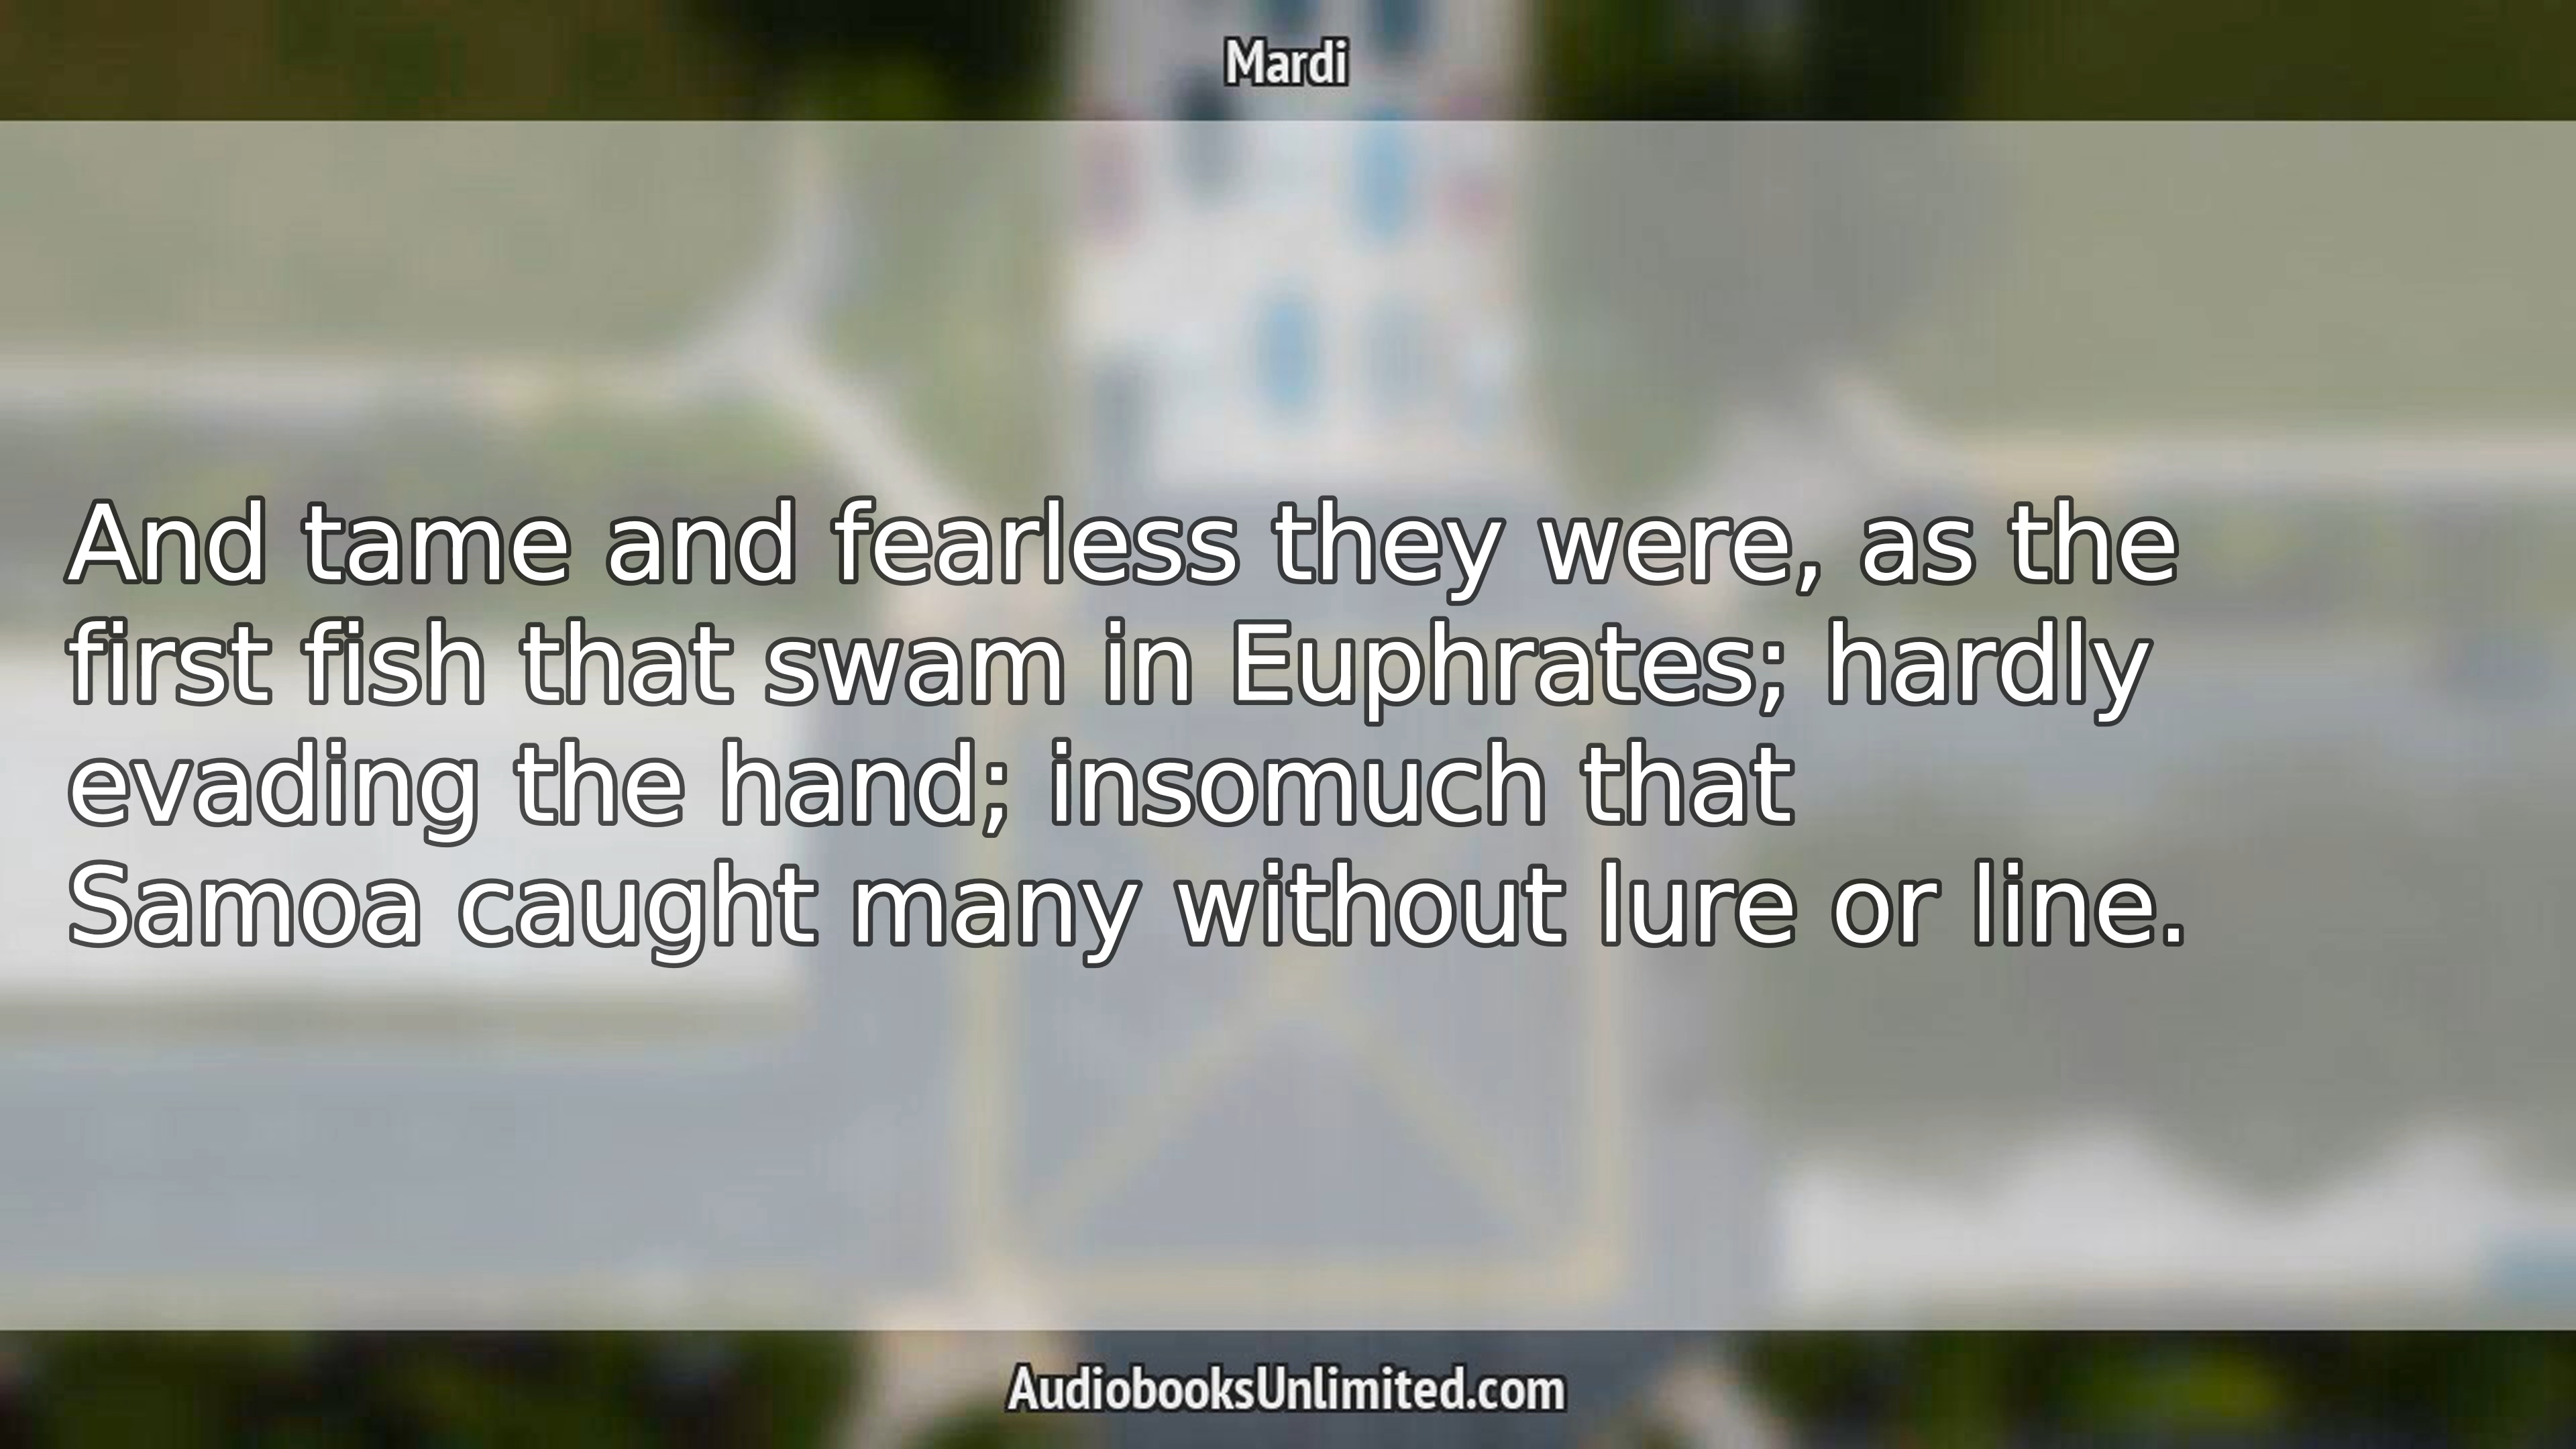 Mardi
And tame and fearless they were, as the
first fish that swam in Euphrates; hardly
evading the hand; insomuch that
Samoa caught many without lure or line.
AudiobooksUnlimited.com